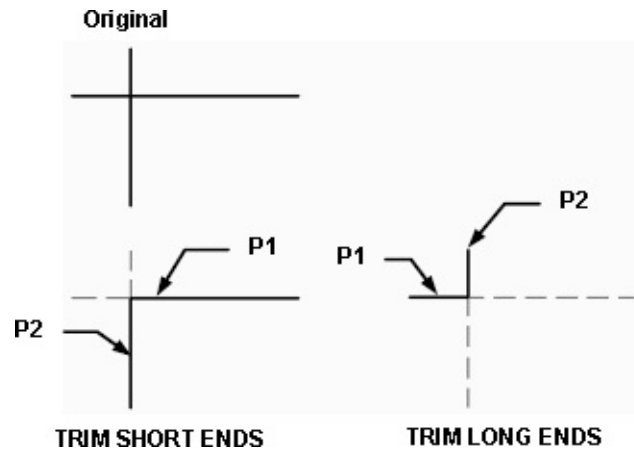 Original
P2
P1
P1
P2
TRIM SHORT ENDS
TRIM LONG ENDS